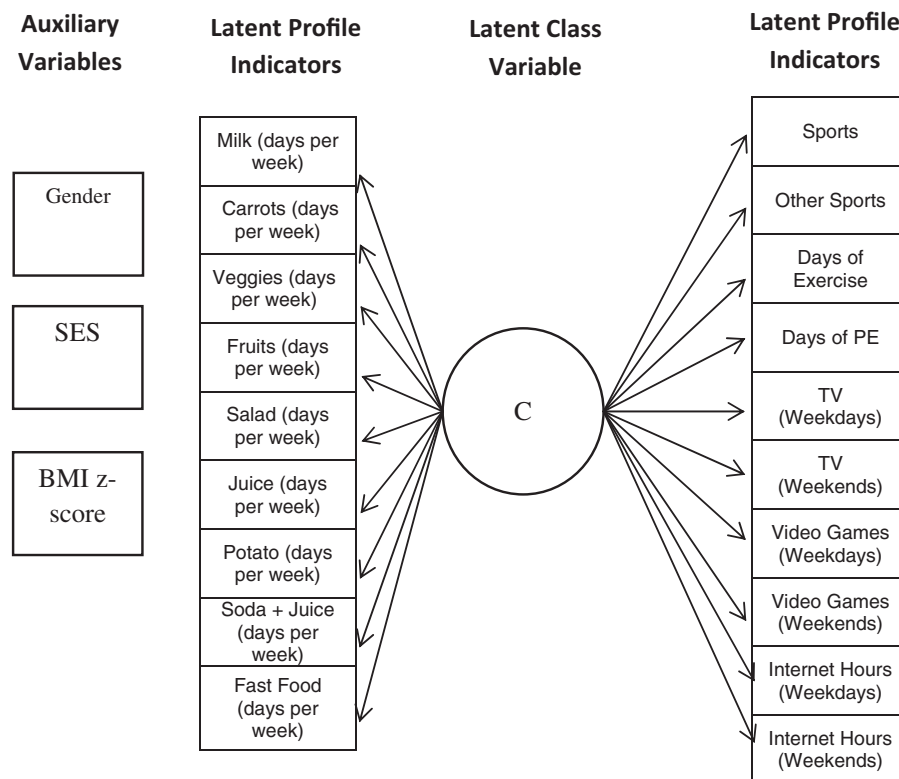 Auxiliary
Variables
Latent Profile
Indicators
Latent Class
Variable
Latent Profile
Indicators
Gender
SES
BMI z-
score
Milk (days per
week)
Carrots (days
per week)
Veggies (days
per week)
Fruits (days
per week)
Salad (days
per week)
Juice (days
per week)
Potato (days
per week)
Soda + Juice
(days per
week)
Fast Food
(days per
week)
C
Sports
Other Sports
Days of
Exercise
Days of PE
TV
(Weekdays)
TV
(Weekends)
Video Games
(Weekdays)
Video Games
(Weekends)
Internet Hours
(Weekdays)
Internet Hours
(Weekends)